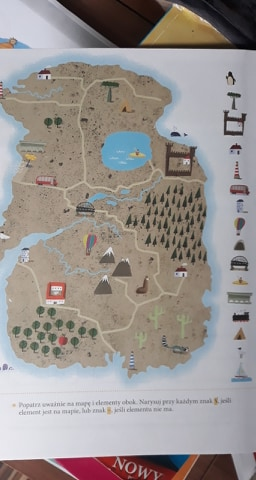 Popatrz uważnie na mapę i elementy obok. Narysuj przy każdym znak S, jeśli
element jest na mapie, lub znak s, jeśli elementu nie ma.
NOWY